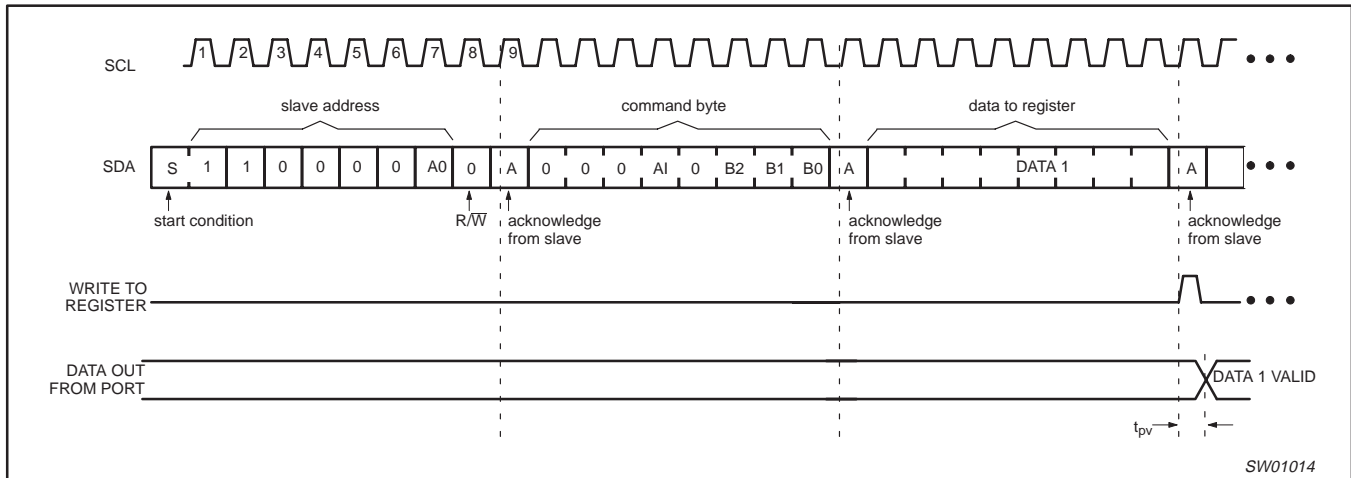 SCL 1 2 3 4 5 6 7 8 9
slave address command byte data to register
SDA S 1 1 0 0 0 0 A0 0 A 0 0 0 AI 0 B2 B1 B0 A DATA 1 A
start condition R/W̅ acknowledge from slave acknowledge from slave acknowledge from slave
WRITE TO
REGISTER
DATA OUT
FROM PORT
DATA 1 VALID
tpv
SW01014